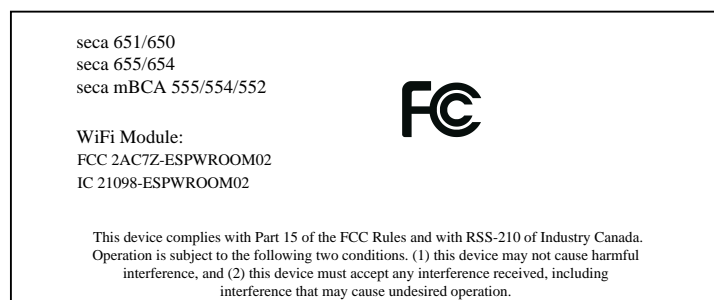 seca 651/650
seca 655/654
seca mBCA 555/554/552
FC
WiFi Module:
FCC 2AC7Z-ESPWROOM02
IC 21098-ESPWROOM02
This device complies with Part 15 of the FCC Rules and with RSS-210 of Industry Canada.
Operation is subject to the following two conditions. (1) this device may not cause harmful
interference, and (2) this device must accept any interference received, including
interference that may cause undesired operation.